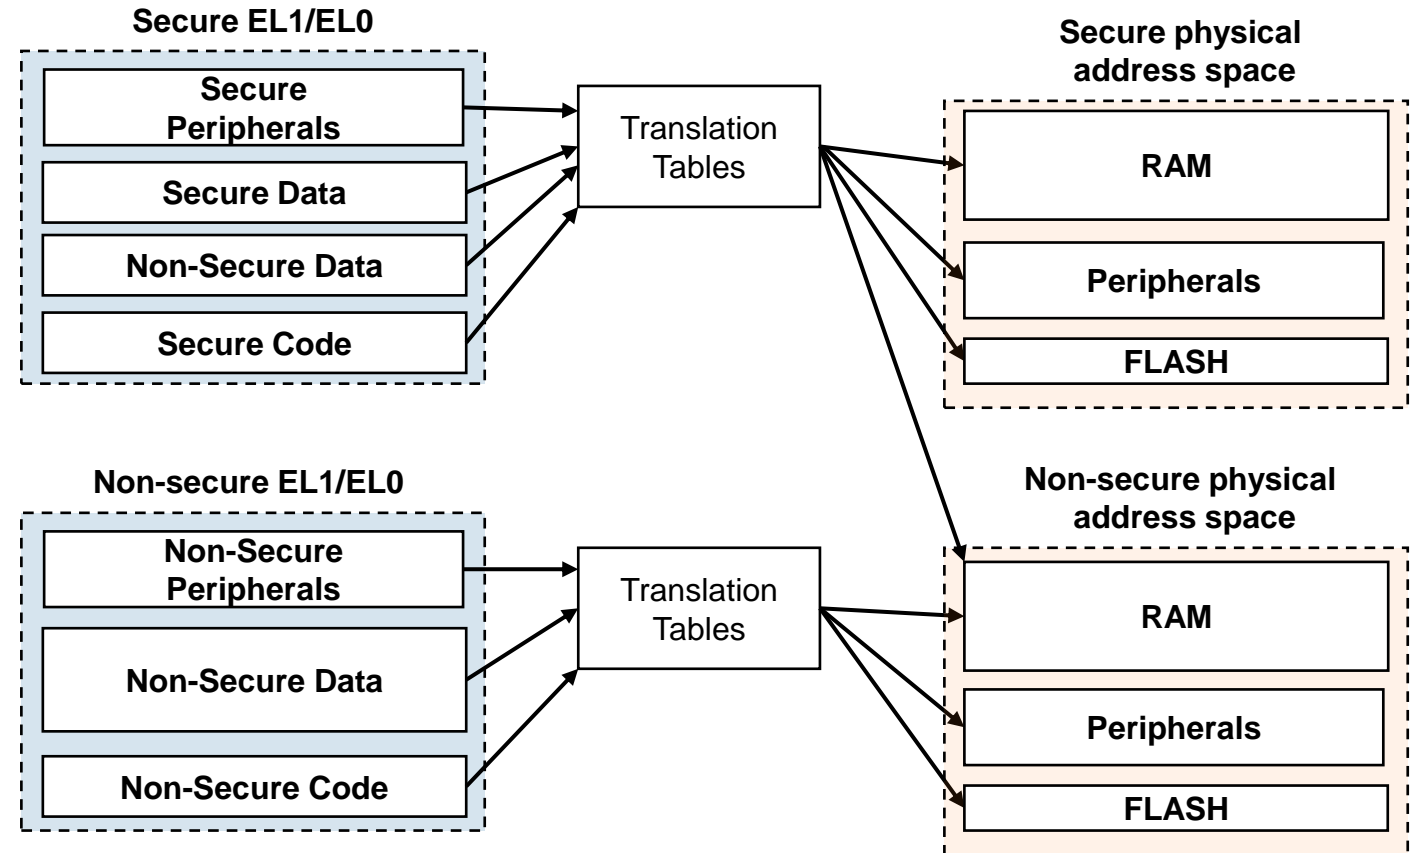 Secure EL1/EL0
Secure
Peripherals
Secure Data
Non-Secure Data
Secure Code
Translation
Tables
Secure physical
address space
RAM
Peripherals
FLASH
Non-secure EL1/EL0
Non-Secure
Peripherals
Non-Secure Data
Non-Secure Code
Translation
Tables
Non-secure physical
address space
RAM
Peripherals
FLASH